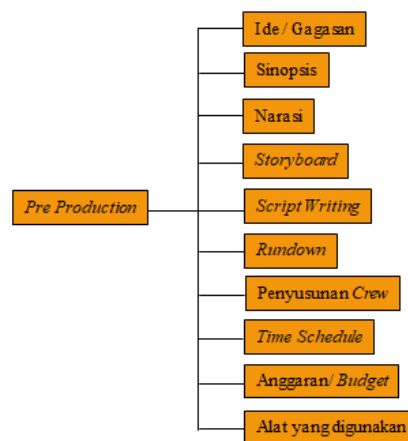 Ide / Gagasan
Sinopsis
Narasi
Storyboard
Pre Production
Script Writing
Rundown
Penyusunan Crew
Time Schedule
Anggaran/ Budget
Alat yang digunakan